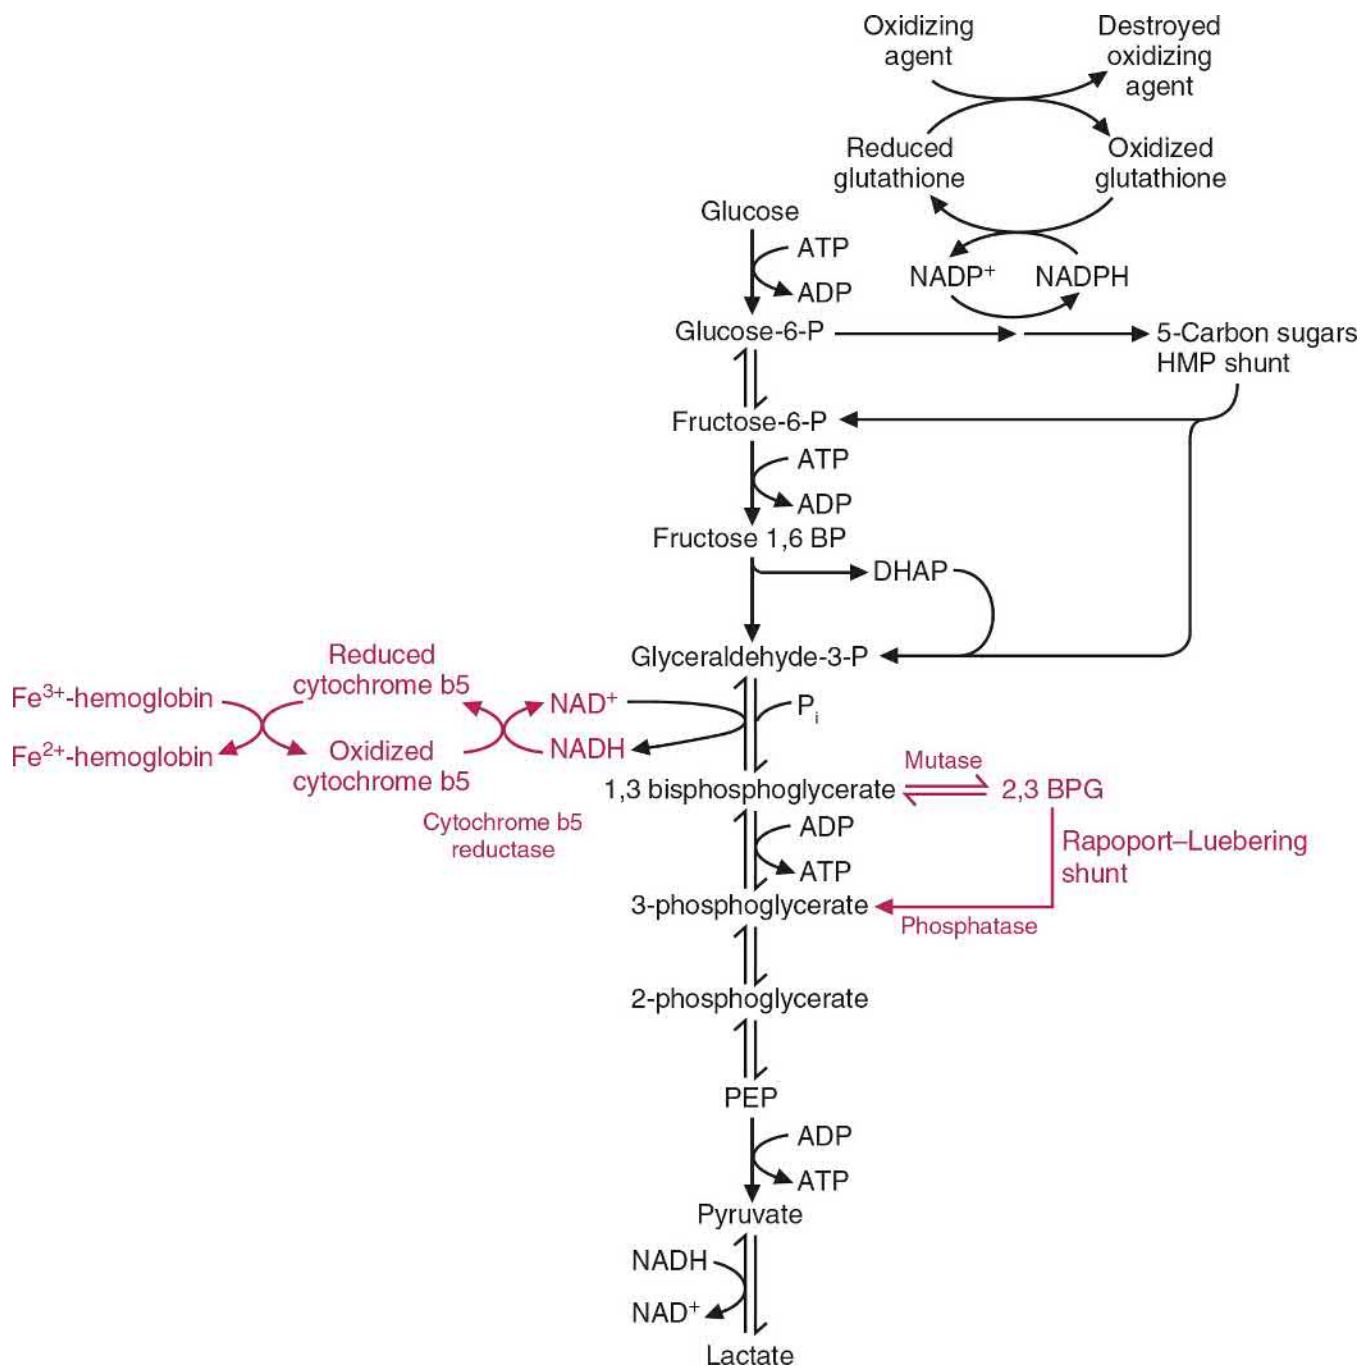 Oxidizing
agent
Destroyed
oxidizing
agent
Reduced
glutathione
Oxidized
glutathione
Glucose
ATP
ADP
NADP⁺
NADPH
Glucose-6-P
5-Carbon sugars
HMP shunt
Fructose-6-P
ATP
ADP
Fructose 1,6 BP
DHAP
Glyceraldehyde-3-P
Reduced
cytochrome b5
Fe³⁺-hemoglobin
NAD⁺
Pᵢ
Fe²⁺-hemoglobin
Oxidized
cytochrome b5
NADH
Cytochrome b5
reductase
1,3 bisphosphoglycerate
Mutase
2,3 BPG
ADP
ATP
Rapoport–Luebering
shunt
3-phosphoglycerate
Phosphatase
2-phosphoglycerate
PEP
ADP
ATP
Pyruvate
NADH
NAD⁺
Lactate